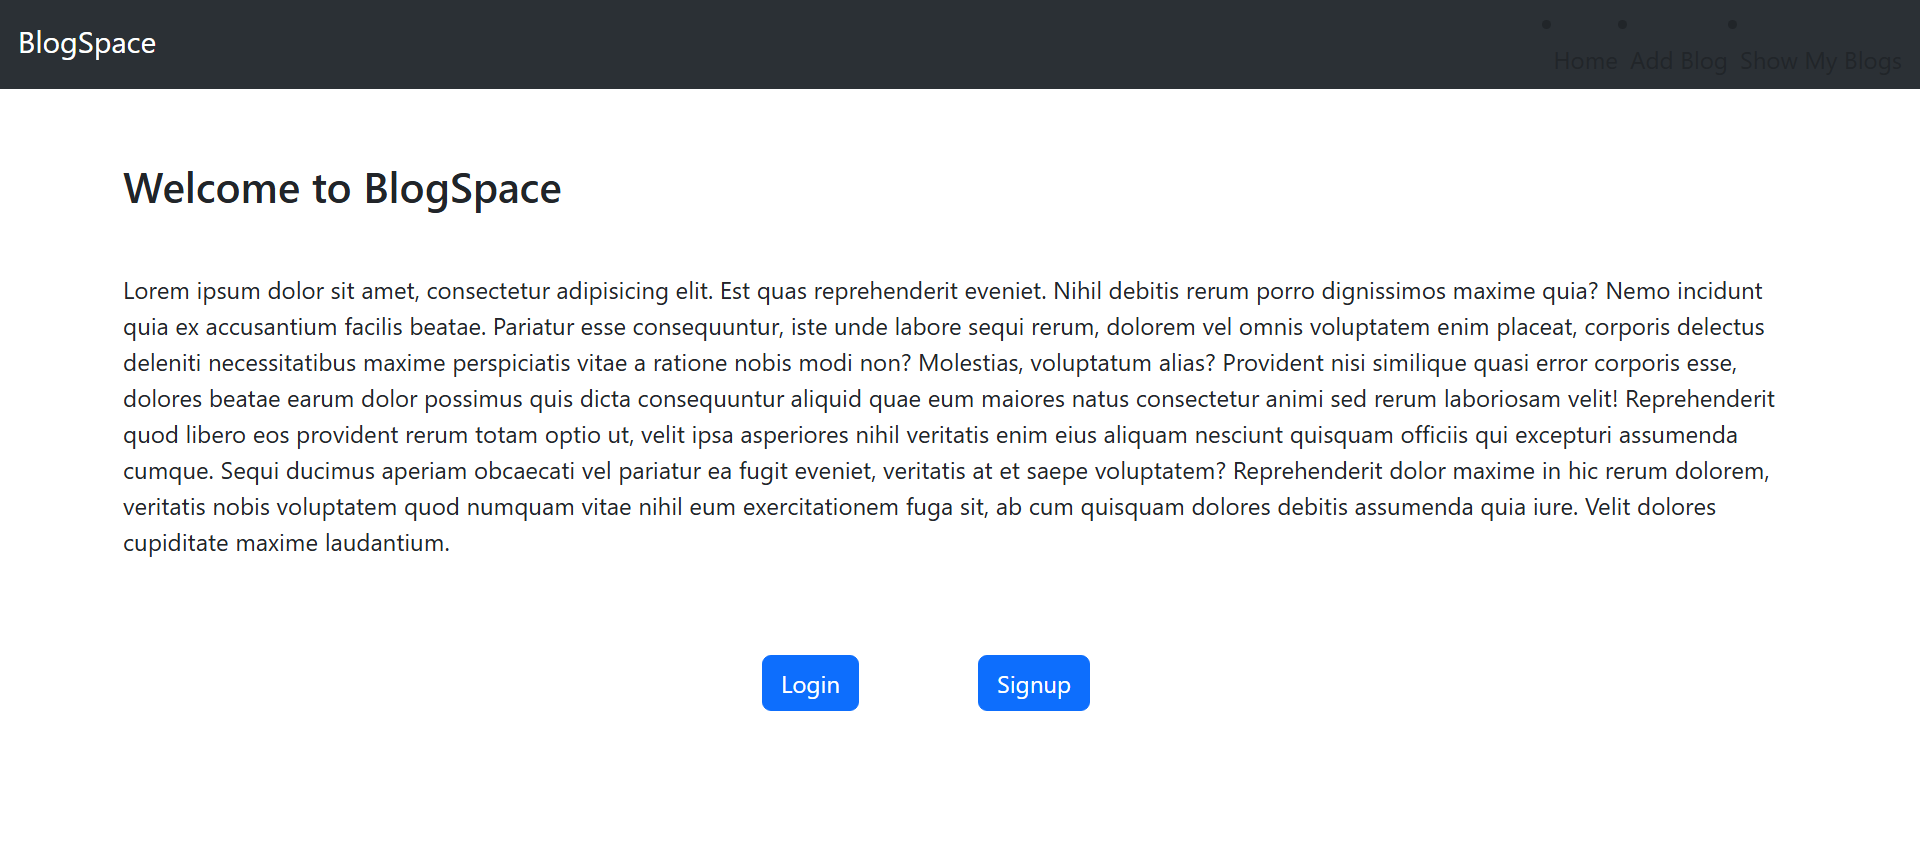 BlogSpace
Home Add Blog Show My Blogs
Welcome to BlogSpace
Lorem ipsum dolor sit amet, consectetur adipisicing elit. Est quas reprehenderit eveniet. Nihil debitis rerum porro dignissimos maxime quia? Nemo incidunt
quia ex accusantium facilis beatae. Pariatur esse consequuntur, iste unde labore sequi rerum, dolorem vel omnis voluptatem enim placeat, corporis delectus
deleniti necessitatibus maxime perspiciatis vitae a ratione nobis modi non? Molestias, voluptatum alias? Provident nisi similique quasi error corporis esse,
dolores beatae earum dolor possimus quis dicta consequuntur aliquid quae eum maiores natus consectetur animi sed rerum laboriosam velit! Reprehenderit
quod libero eos provident rerum totam optio ut, velit ipsa asperiores nihil veritatis enim eius aliquam nesciunt quisquam officiis qui excepturi assumenda
cumque. Sequi ducimus aperiam obcaecati vel pariatur ea fugit eveniet, veritatis at et saepe voluptatem? Reprehenderit dolor maxime in hic rerum dolorem,
veritatis nobis voluptatem quod numquam vitae nihil eum exercitationem fuga sit, ab cum quisquam dolores debitis assumenda quia iure. Velit dolores
cupiditate maxime laudantium.
Login Signup